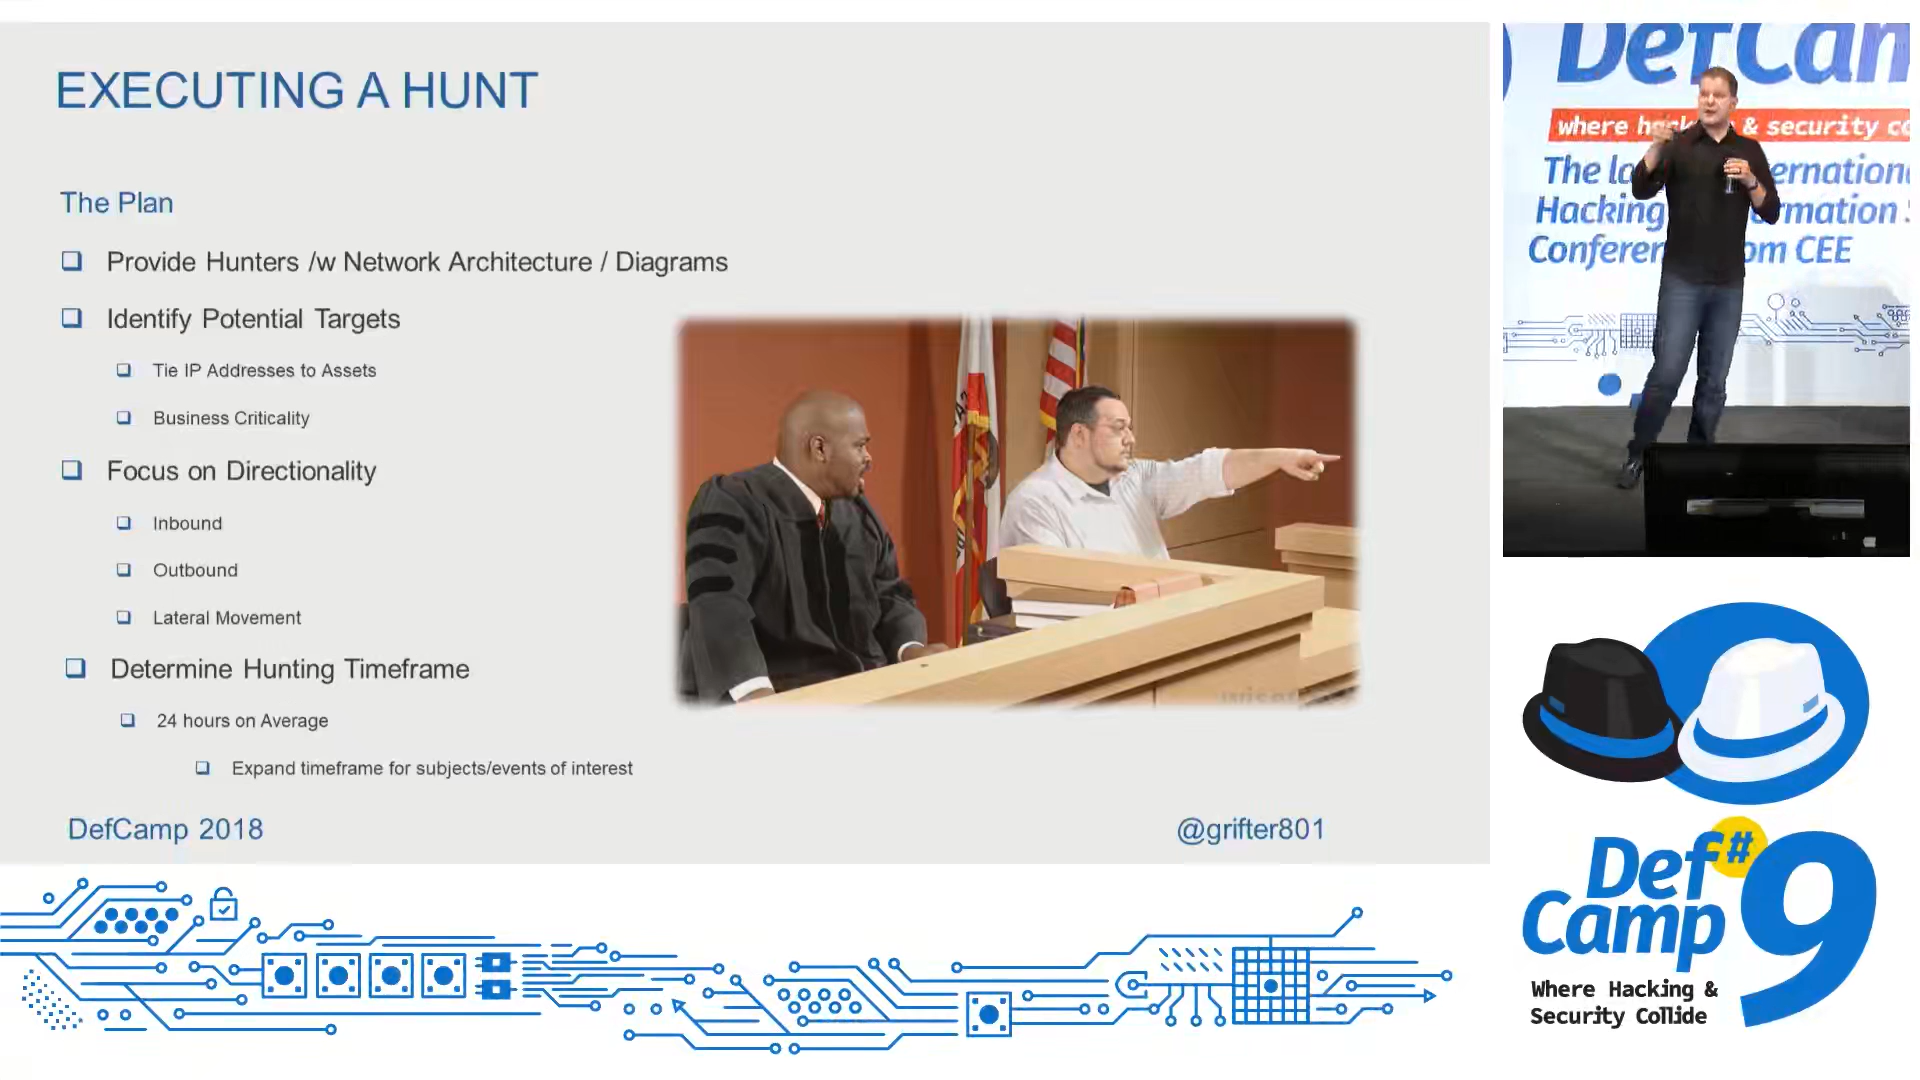 EXECUTING A HUNT
The Plan
Provide Hunters /w Network Architecture / Diagrams
Identify Potential Targets
Tie IP Addresses to Assets
Business Criticality
Focus on Directionality
Inbound
Outbound
Lateral Movement
Determine Hunting Timeframe
24 hours on Average
Expand timeframe for subjects/events of interest
DefCamp 2018
@grifter801
DefCam
where & security
The
Hacking
CEE
Def
Camp
#9
Where Hacking &
Security Collide